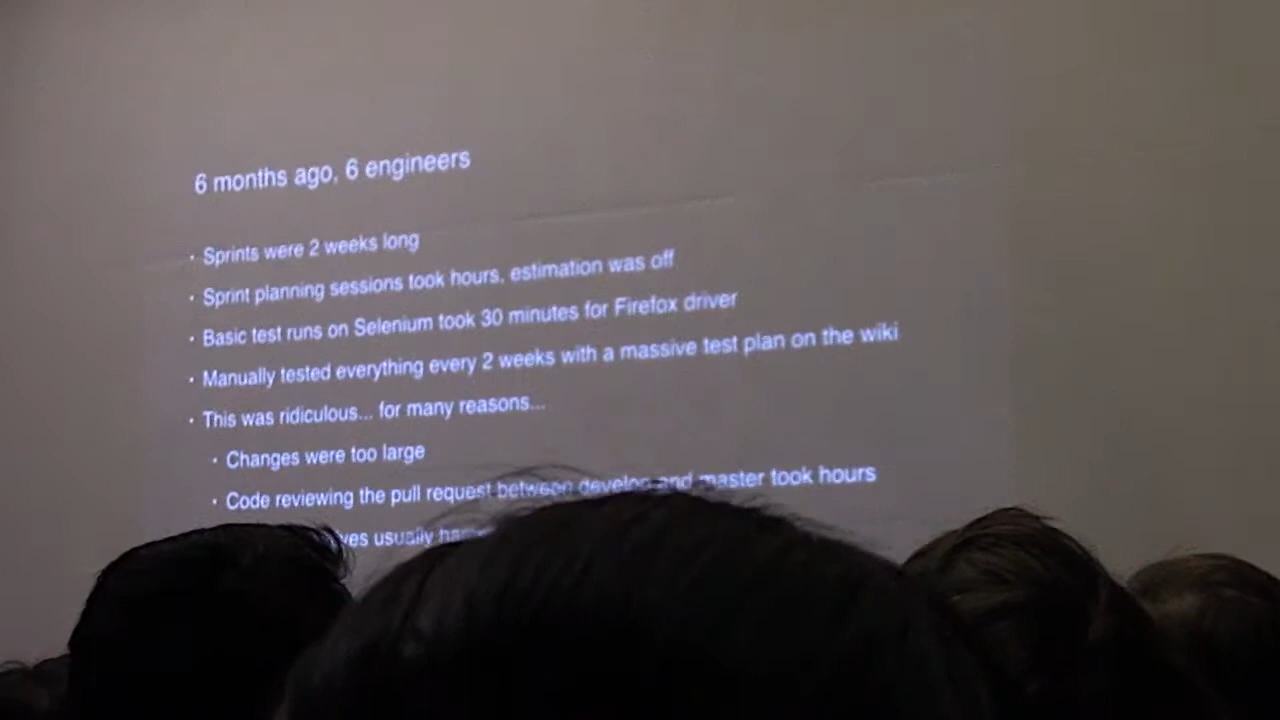 6 months ago, 6 engineers
· Sprints were 2 weeks long
· Sprint planning sessions took hours, estimation was off
· Basic test runs on Selenium took 30 minutes for Firefox driver
· Manually tested everything every 2 weeks with a massive test plan on the wiki
· This was ridiculous... for many reasons...
· Changes were too large
· Code reviewing the pull request between develop and master took hours
usually